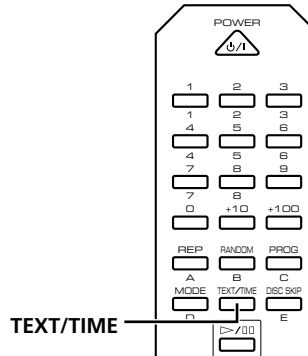 POWER
⏻/I
1 2 3
1 2 3
4 5 6
4 5 6
7 8 9
7 8
0 +10 +100
REP RANDOM PROG
A B C
MODE TEXT/TIME DISC SKIP
D E
TEXT/TIME
▷/▯▯